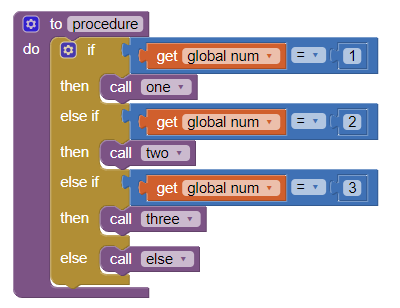 to procedure
do if get global num = 1
then call one
else if get global num = 2
then call two
else if get global num = 3
then call three
else call else